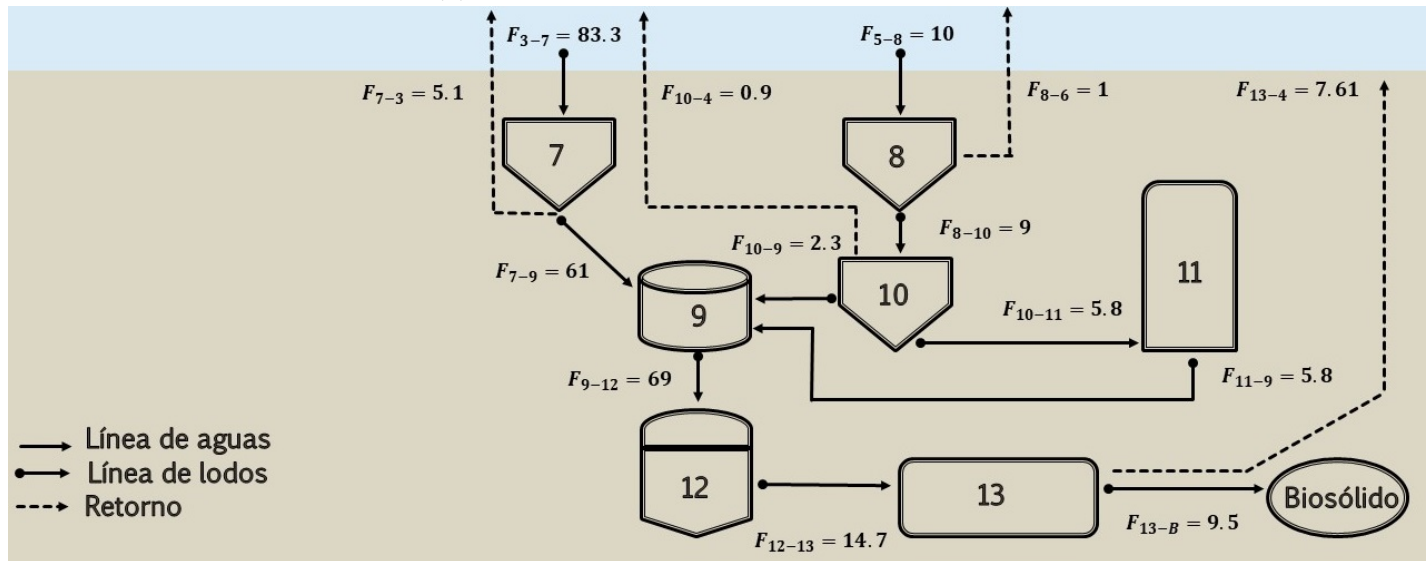 F₃₋₇ = 83.3
F₅₋₈ = 10
F₇₋₃ = 5.1
F₁₀₋₄ = 0.9
F₈₋₆ = 1
F₁₃₋₄ = 7.61
7
8
F₁₀₋₉ = 2.3
F₈₋₁₀ = 9
F₇₋₉ = 61
9
10
11
F₁₀₋₁₁ = 5.8
F₉₋₁₂ = 69
F₁₁₋₉ = 5.8
Línea de aguas
Línea de lodos
Retorno
12
13
Biosólido
F₁₂₋₁₃ = 14.7
F₁₃₋B = 9.5